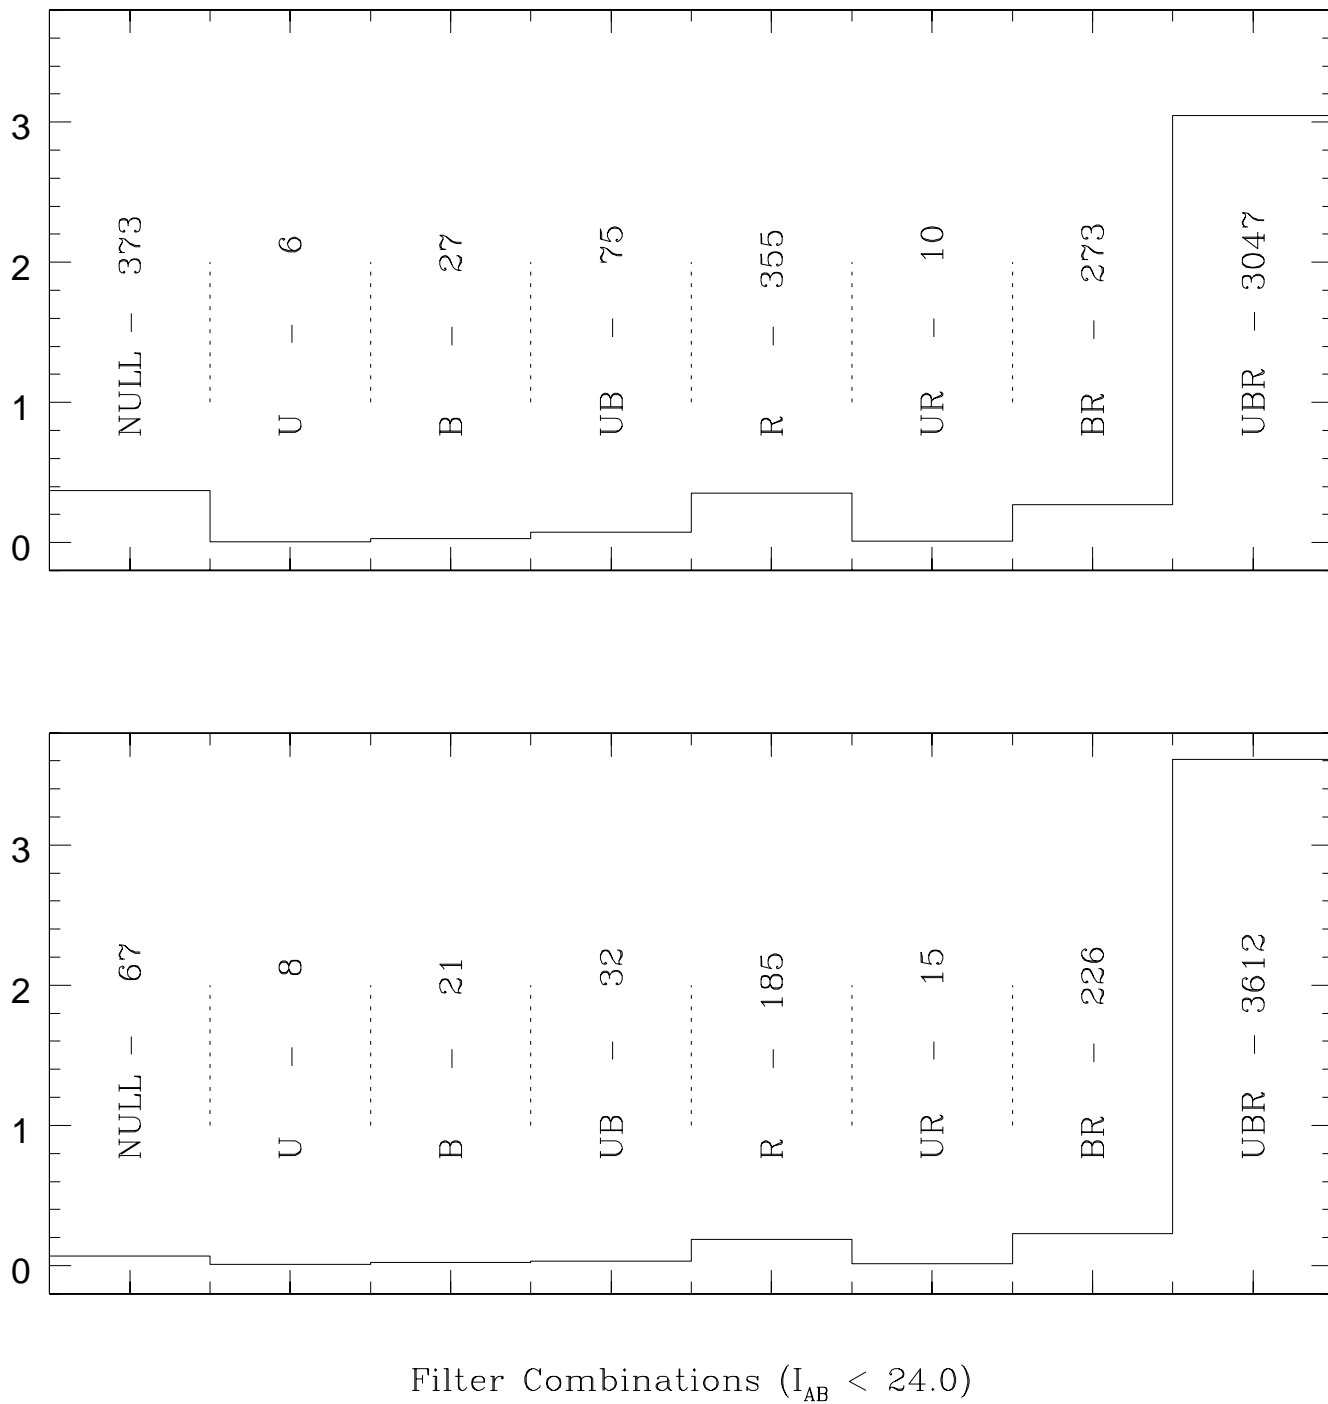 3
2
1
0
NULL - 373
U - 6
B - 27
UB - 75
R - 355
UR - 10
BR - 273
UBR - 3047
3
2
1
0
NULL - 67
U - 8
B - 21
UB - 32
R - 185
UR - 15
BR - 226
UBR - 3612
Filter Combinations (I_AB < 24.0)